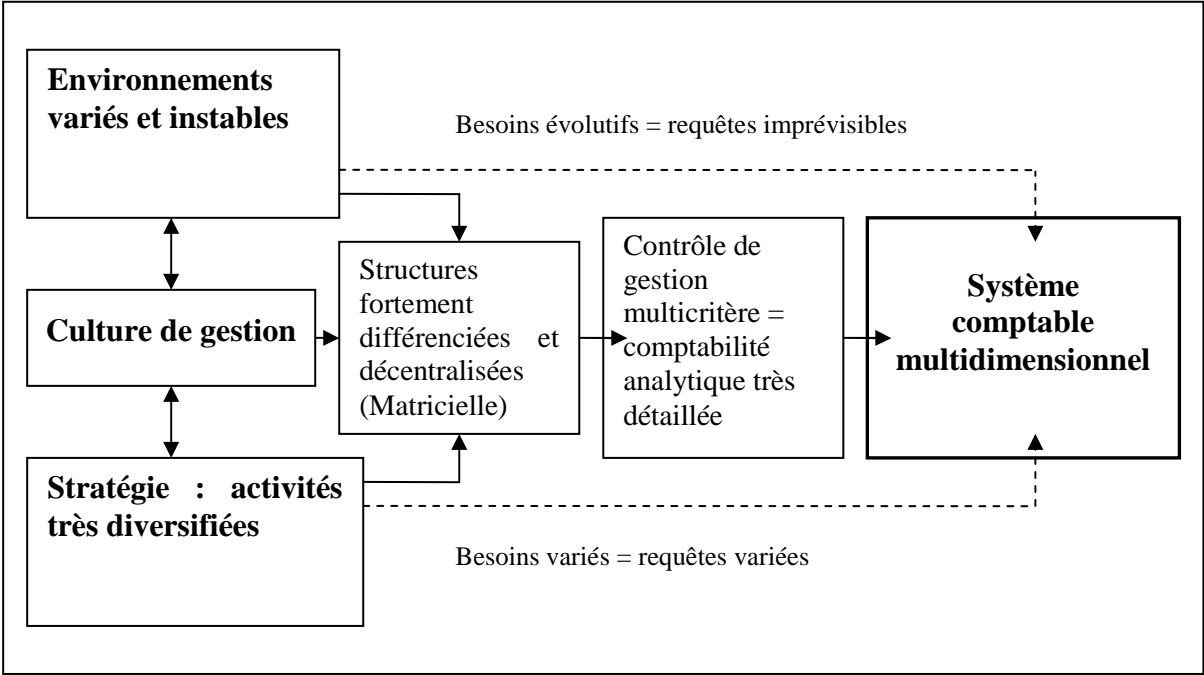 Environnements
variés et instables
Besoins évolutifs = requêtes imprévisibles
Culture de gestion
Structures
fortement
différenciées et
décentralisées
(Matricielle)
Contrôle de
gestion
multicritère =
comptabilité
analytique très
détaillée
Système
comptable
multidimensionnel
Stratégie : activités
très diversifiées
Besoins variés = requêtes variées